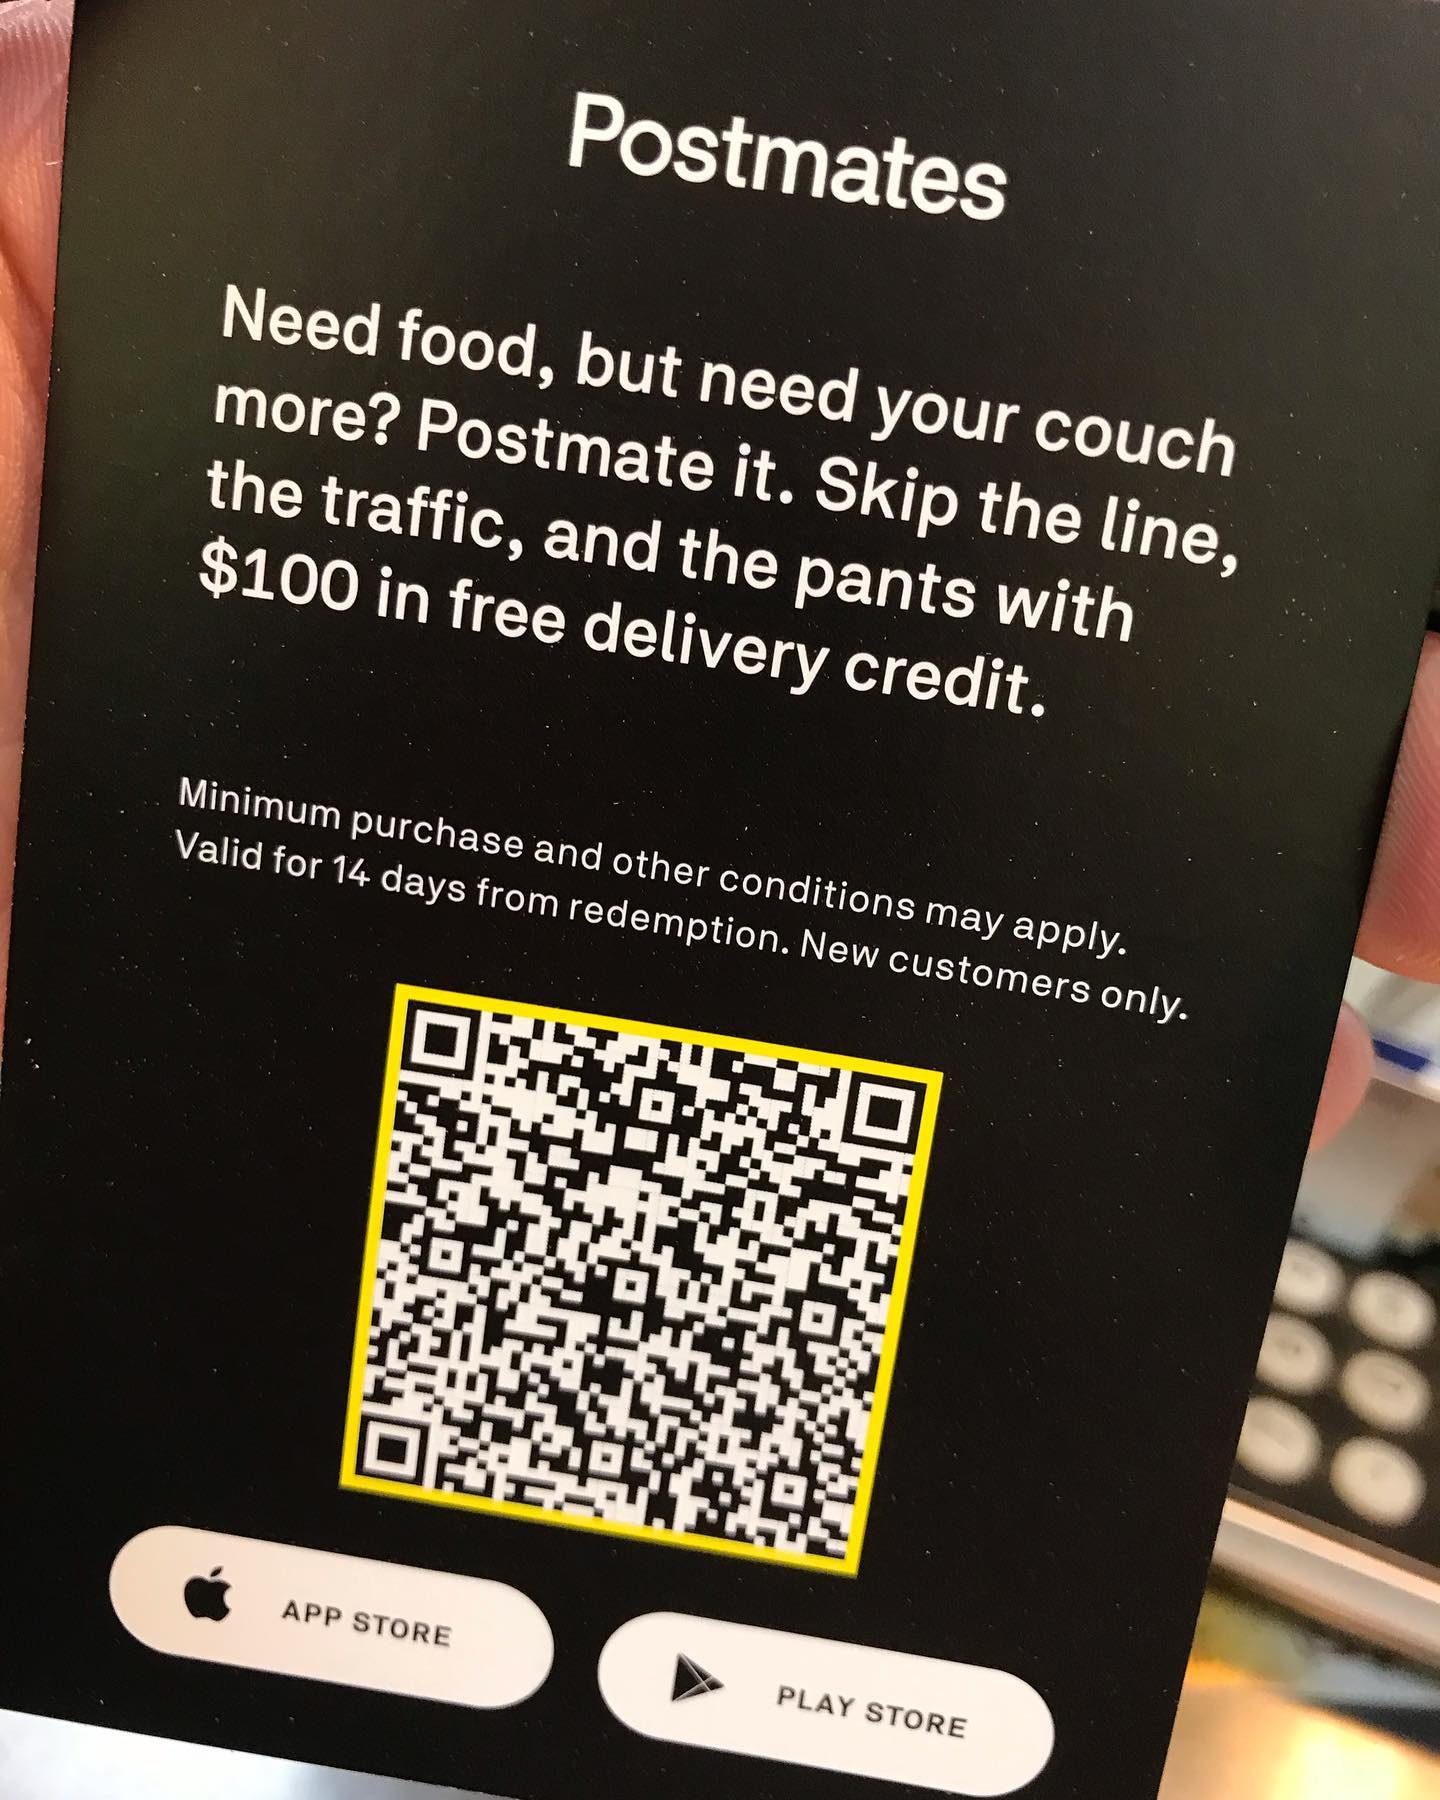 Postmates
Need food, but need your couch
more? Postmate it. Skip the line,
the traffic, and the pants with
$100 in free delivery credit.
Minimum purchase and other conditions may apply.
Valid for 14 days from redemption. New customers only.
APP STORE
PLAY STORE